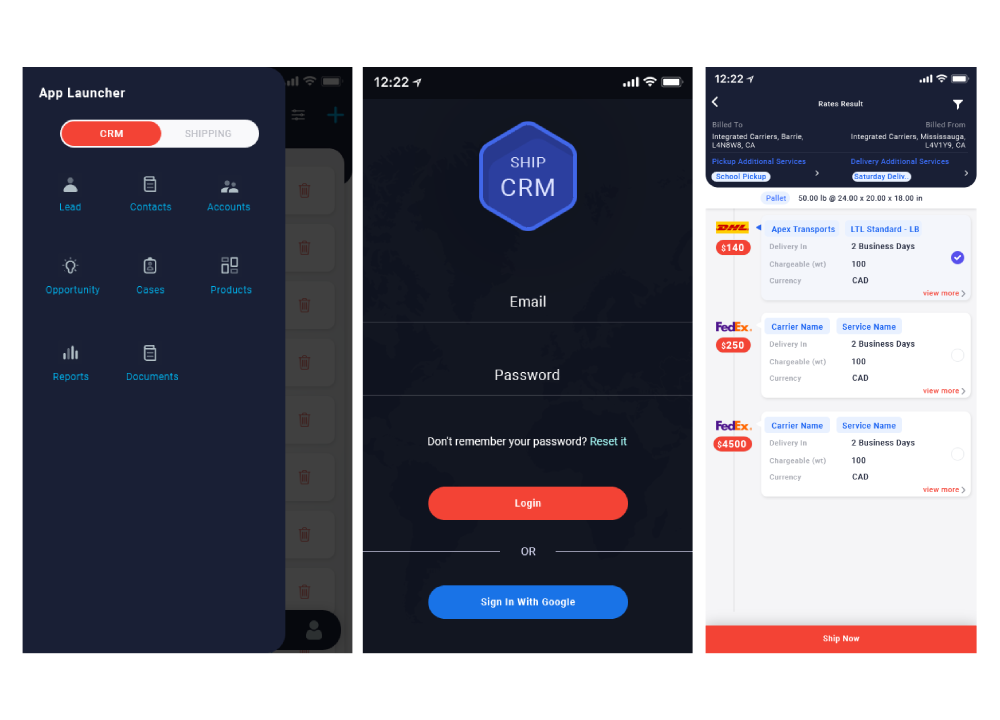 App Launcher
CRM SHIPPING
Lead Contacts Accounts
Opportunity Cases Products
Reports Documents
12:22
SHIP
CRM
Email
Password
Don't remember your password? Reset it
Login
OR
Sign In With Google
12:22
Rates Result
Billed To Billed From
Integrated Carriers, Barrie, Integrated Carriers, Mississauga,
L4N8W8, CA L4V1Y9, CA
Pickup Additional Services Delivery Additional Services
School Pickup Saturday Deliv..
Pallet 50.00 lb @ 24.00 x 20.00 x 18.00 in
DHL Apex Transports LTL Standard - LB
$140 Delivery In 2 Business Days
Chargeable (wt) 100
Currency CAD
view more
FedEx. Carrier Name Service Name
$250 Delivery In 2 Business Days
Chargeable (wt) 100
Currency CAD
view more
FedEx. Carrier Name Service Name
$4500 Delivery In 2 Business Days
Chargeable (wt) 100
Currency CAD
view more
Ship Now